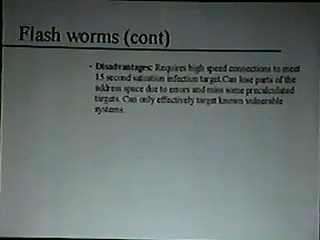 Flash worms (cont)
• Disadvantages: Requires high speed connections to meet
15 second saturation infection target.Can lose parts of the
address space due to errors and miss some precalculated
targets. Can only effectively target known vulnerable
systems.